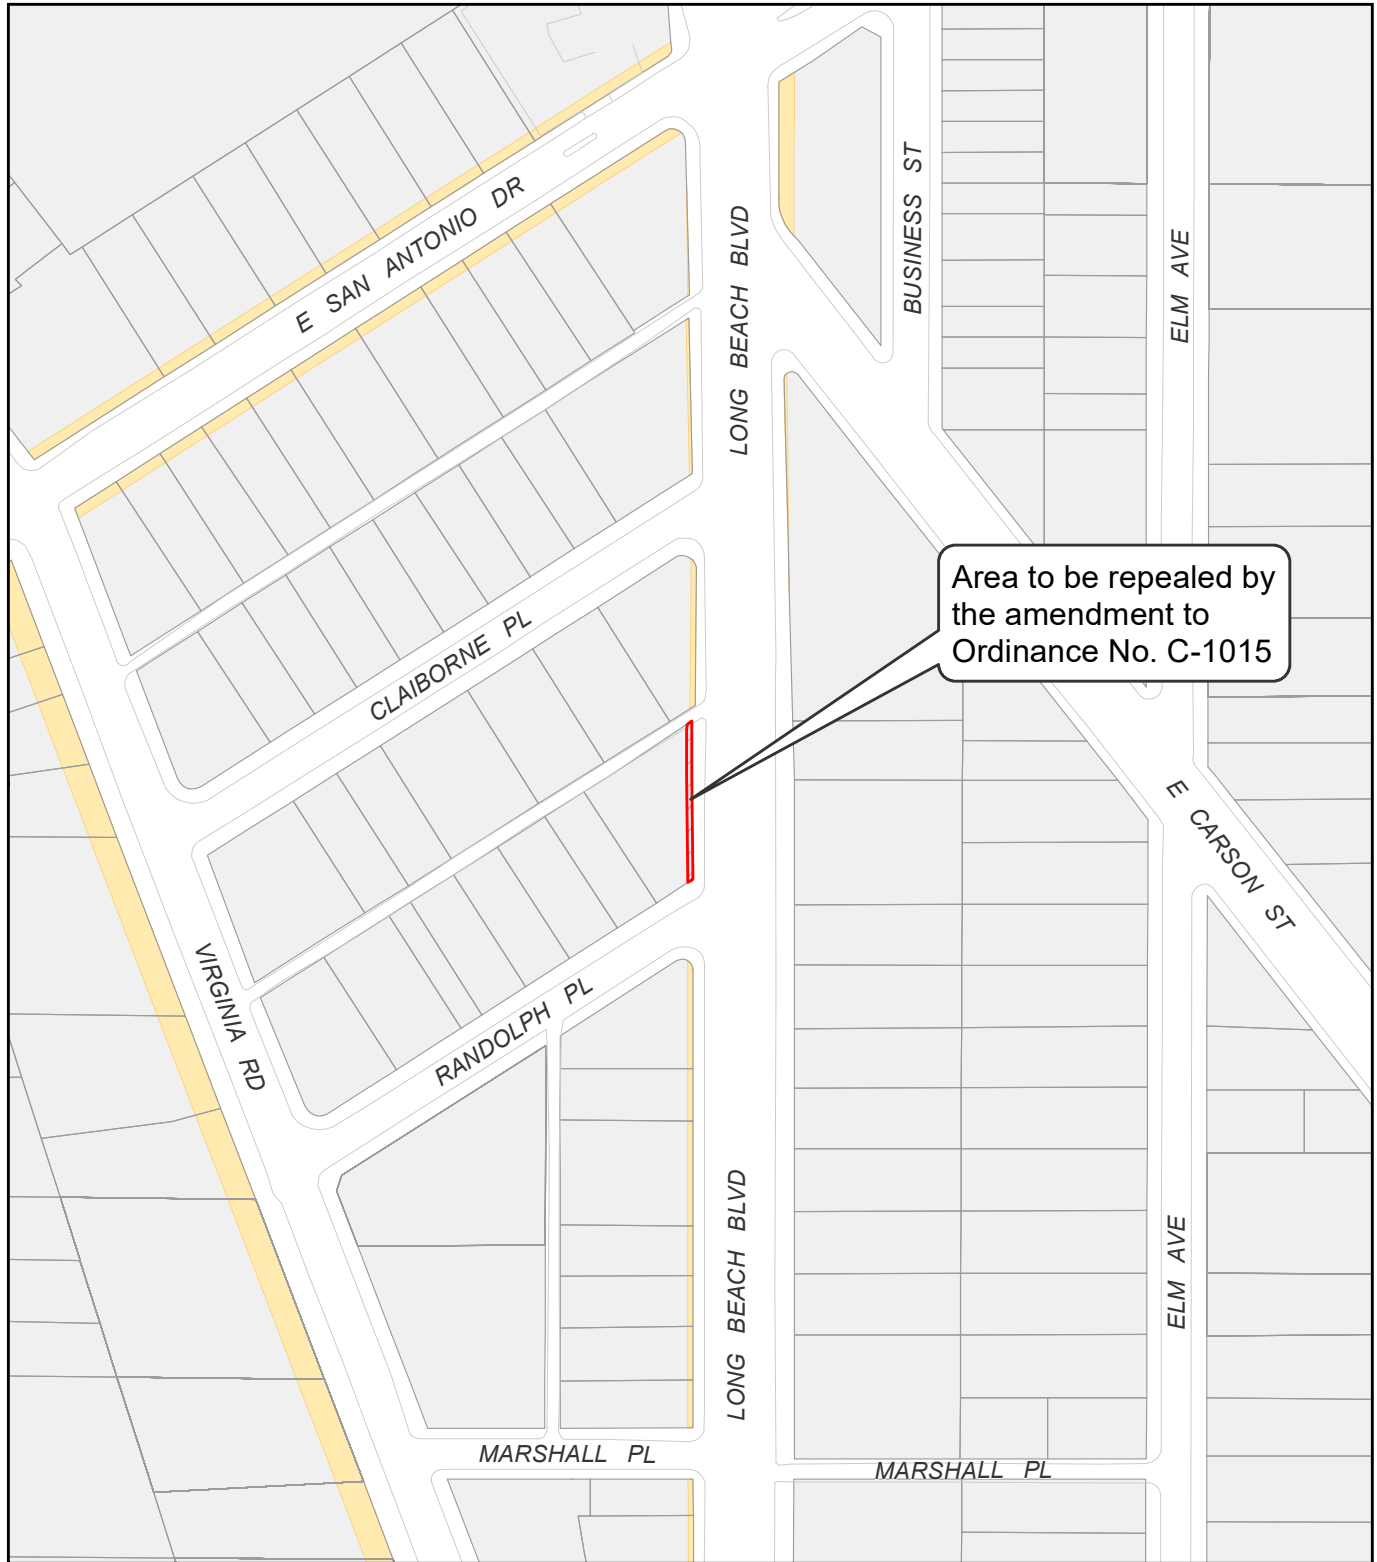 E SAN ANTONIO DR
LONG BEACH BLVD
BUSINESS ST
ELM AVE
Area to be repealed by
the amendment to
Ordinance No. C-1015
CLAIBORNE PL
E CARSON ST
VIRGINIA RD
RANDOLPH PL
LONG BEACH BLVD
ELM AVE
MARSHALL PL
MARSHALL PL